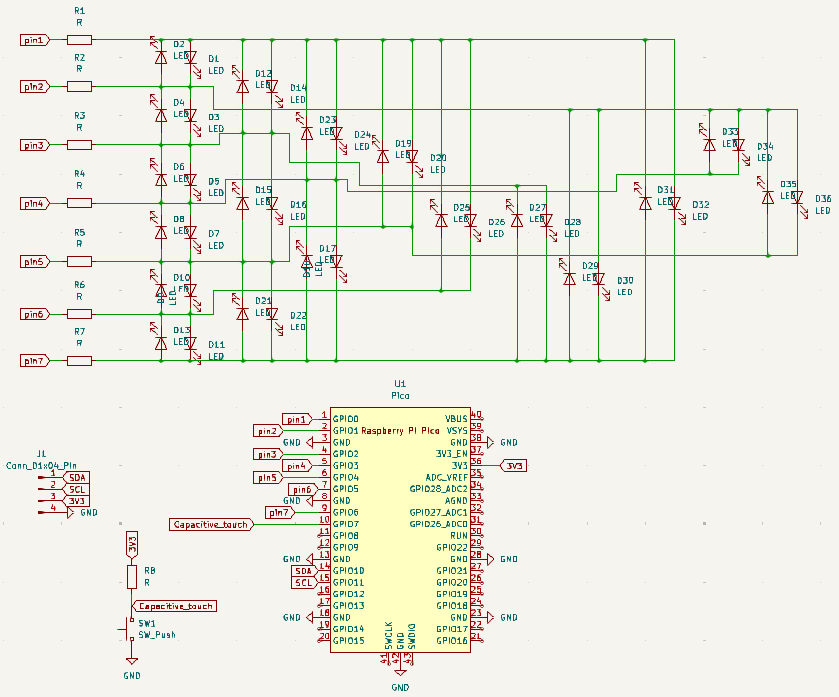 R1
R
pin1
R2
R
pin2
R3
R
pin3
R4
R
pin4
R5
R
pin5
R6
R
pin6
R7
R
pin7
D2
LED
D1
LED
D4
LED
D3
LED
D6
LED
D5
LED
D8
LED
D7
LED
LED
D10
LED
D13
LED
D11
LED
D12
LED
D14
LED
D15
LED
D16
LED
D21
LED
D22
LED
D23
LED
D24
LED
LED
D17
LED
D19
LED
D20
LED
D25
LED
D26
LED
D27
LED
D28
LED
D29
LED
D30
LED
D31
LED
D32
LED
D33
LED
D34
LED
D35
LED
D36
LED
U1
Pico
Raspberry Pi Pico
pin1 1 GPIO0
pin2 2 GPIO1
GND 3 GND
pin3 4 GPIO2
pin4 5 GPIO3
pin5 6 GPIO4
pin6 7 GPIO5
GND 8 GND
pin7 9 GPIO6
Capacitive_touch 10 GPIO7
11 GPIO8
12 GPIO9
GND 13 GND
SDA 14 GPIO10
SCL 15 GPIO11
16 GPIO12
17 GPIO13
GND 18 GND
19 GPIO14
20 GPIO15
VBUS 40
VSYS 39
GND 38 GND
3V3_EN 37
3V3 36 3V3
ADC_VREF 35
GPIO28_ADC2 34
AGND 33
GPIO27_ADC1 32
GPIO26_ADC0 31
RUN 30
GPIO22 29
GND 28 GND
GPIO21 27
GPIO20 26
GPIO19 25
GPIO18 24
GND 23 GND
GPIO17 22
GPIO16 21
SWCLK 41
GND 42
SWDIO 43
GND
J1
Conn_01x04_Pin
1 SDA
2 SCL
3 3V3
4 GND
3V3
R8
R
Capacitive_touch
SW1
SW_Push
GND